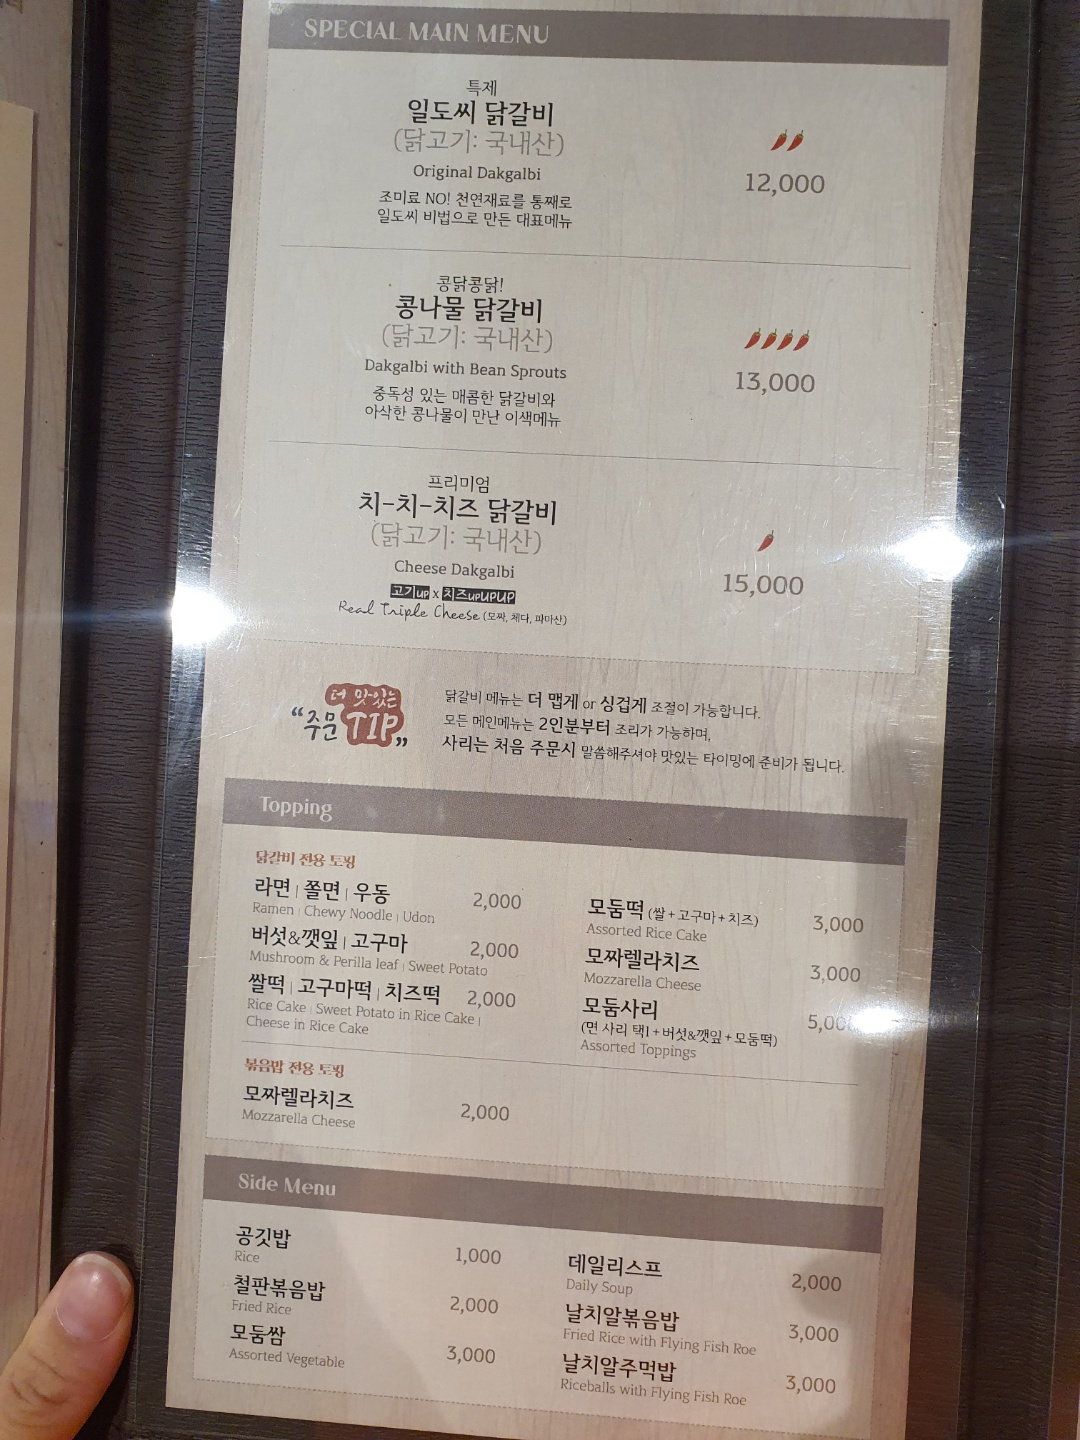 SPECIAL MAIN MENU
특제
일도씨 닭갈비
(닭고기: 국내산)
Original Dakgalbi
조미료 NO! 천연재료를 통째로
일도씨 비법으로 만든 대표메뉴
12,000
콩닭콩닭!
콩나물 닭갈비
(닭고기: 국내산)
Dakgalbi with Bean Sprouts
중독성 있는 매콤한 닭갈비와
아삭한 콩나물이 만난 이색메뉴
13,000
프리미엄
치-치-치즈 닭갈비
(닭고기: 국내산)
Cheese Dakgalbi
고기up x 치즈upUPUP
Real Triple Cheese (모짜, 체다, 파마산)
15,000
“더 맛있는
주문 TIP”
닭갈비 메뉴는 더 맵게 or 싱겁게 조절이 가능합니다.
모든 메인메뉴는 2인분부터 조리가 가능하며,
사리는 처음 주문시 말씀해주셔야 맛있는 타이밍에 준비가 됩니다.
Topping
닭갈비 전용 토핑
라면 | 쫄면 | 우동 2,000
Ramen | Chewy Noodle | Udon
버섯&깻잎 | 고구마 2,000
Mushroom & Perilla leaf | Sweet Potato
쌀떡 | 고구마떡 | 치즈떡 2,000
Rice Cake | Sweet Potato in Rice Cake |
Cheese in Rice Cake
모둠떡 (쌀+고구마+치즈) 3,000
Assorted Rice Cake
모짜렐라치즈 3,000
Mozzarella Cheese
모둠사리 5,000
(면 사리 택1+버섯&깻잎+모둠떡)
Assorted Toppings
볶음밥 전용 토핑
모짜렐라치즈 2,000
Mozzarella Cheese
Side Menu
공깃밥 1,000
Rice
철판볶음밥 2,000
Fried Rice
모둠쌈 3,000
Assorted Vegetable
데일리스프 2,000
Daily Soup
날치알볶음밥 3,000
Fried Rice with Flying Fish Roe
날치알주먹밥 3,000
Riceballs with Flying Fish Roe